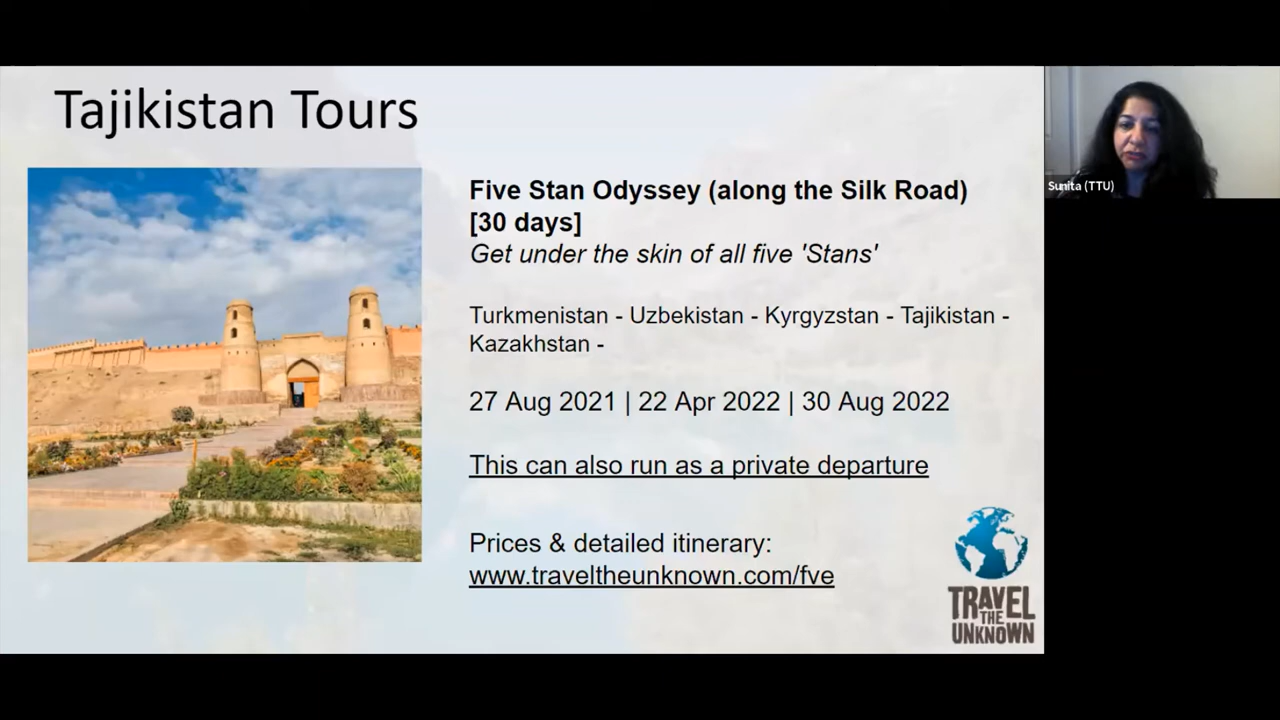 Tajikistan Tours
Five Stan Odyssey (along the Silk Road)
[30 days]
Get under the skin of all five 'Stans'
Turkmenistan - Uzbekistan - Kyrgyzstan - Tajikistan -
Kazakhstan -
27 Aug 2021 | 22 Apr 2022 | 30 Aug 2022
This can also run as a private departure
Prices & detailed itinerary:
www.traveltheunknown.com/fve
TRAVEL
THE
UNKNOWN
Sunita (TTU)